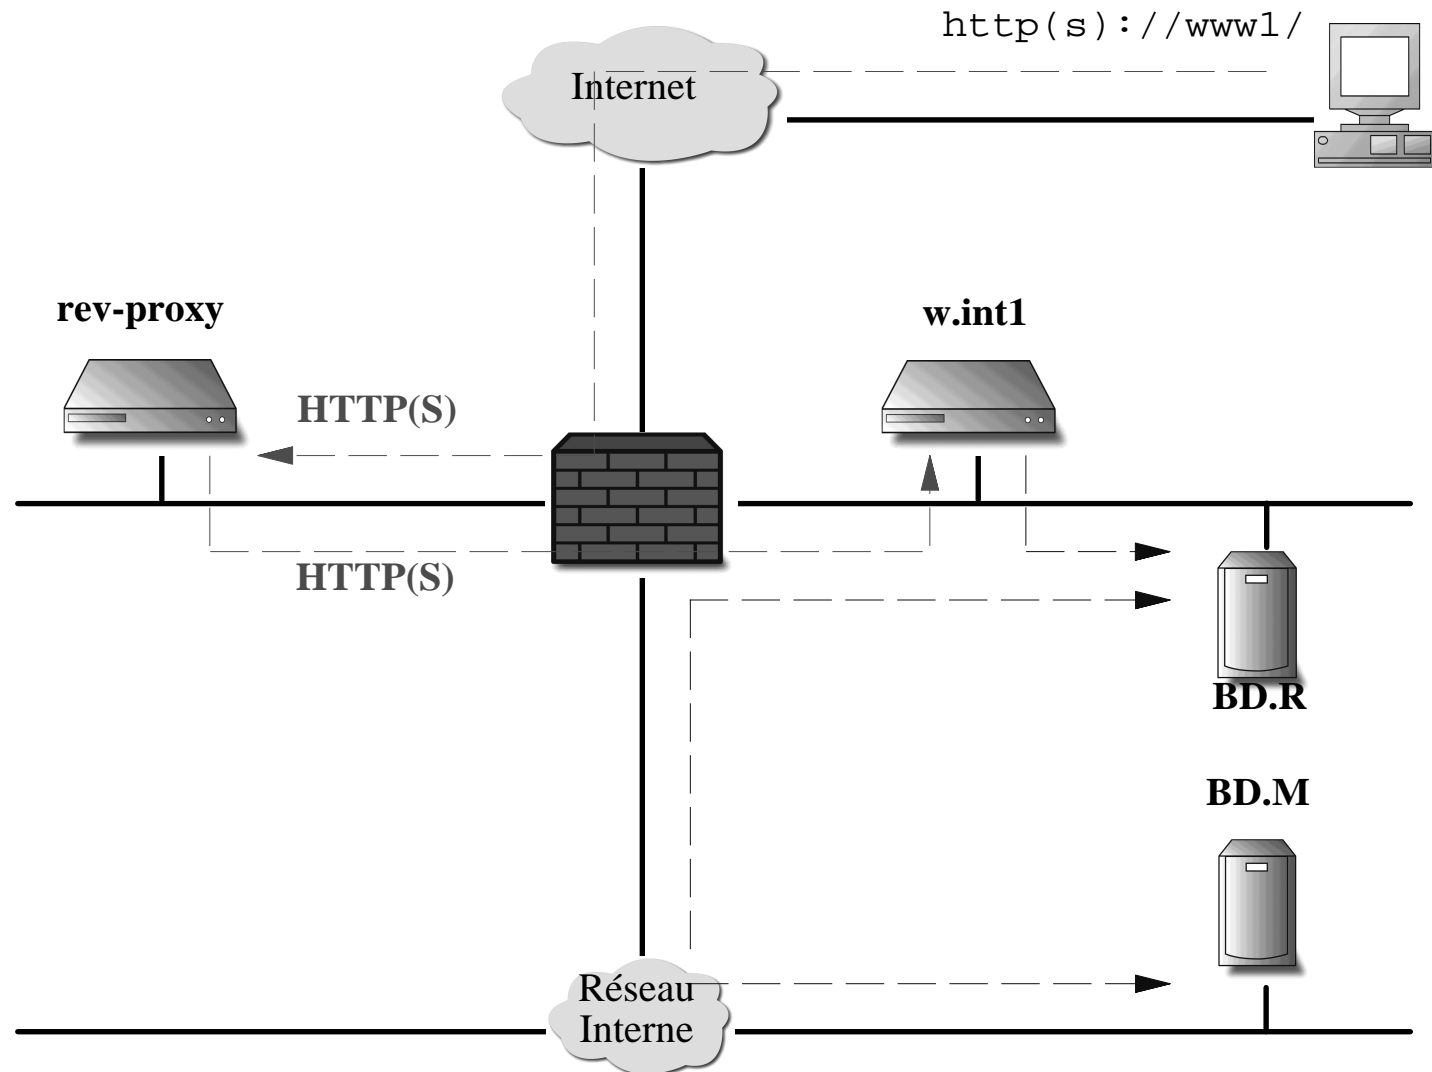 http(s)://www1/
Internet
rev-proxy
w.int1
HTTP(S)
HTTP(S)
BD.R
BD.M
Réseau
Interne